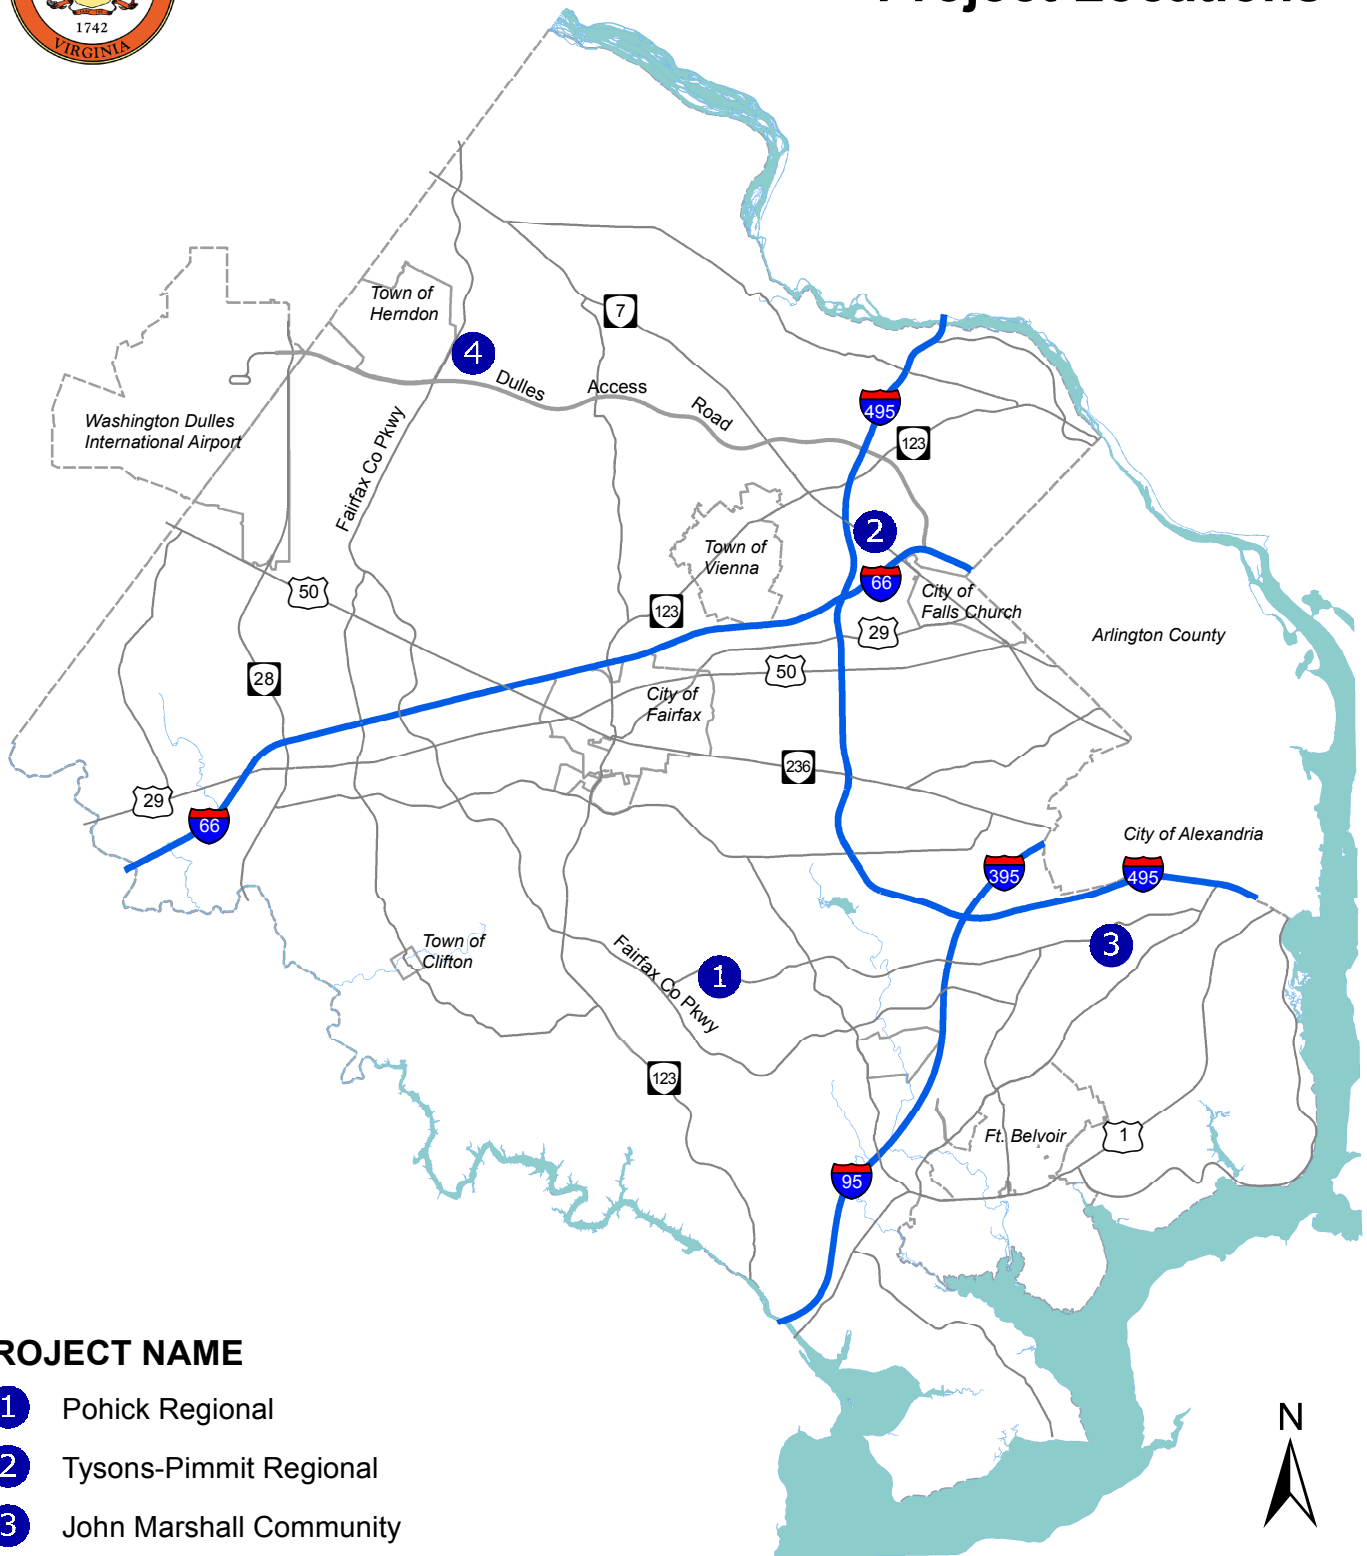 Project Locations
1742
VIRGINIA
Town of
Herndon
7
4
Dulles
Access
Road
495
123
Washington Dulles
International Airport
Fairfax Co Pkwy
2
Town of
Vienna
66
50
123
City of
Falls Church
29
Arlington County
28
50
City of
Fairfax
236
29
66
City of Alexandria
395
495
Town of
Clifton
3
Fairfax Co Pkwy
1
123
Ft. Belvoir
1
95
ROJECT NAME
1 Pohick Regional
2 Tysons-Pimmit Regional
3 John Marshall Community
N